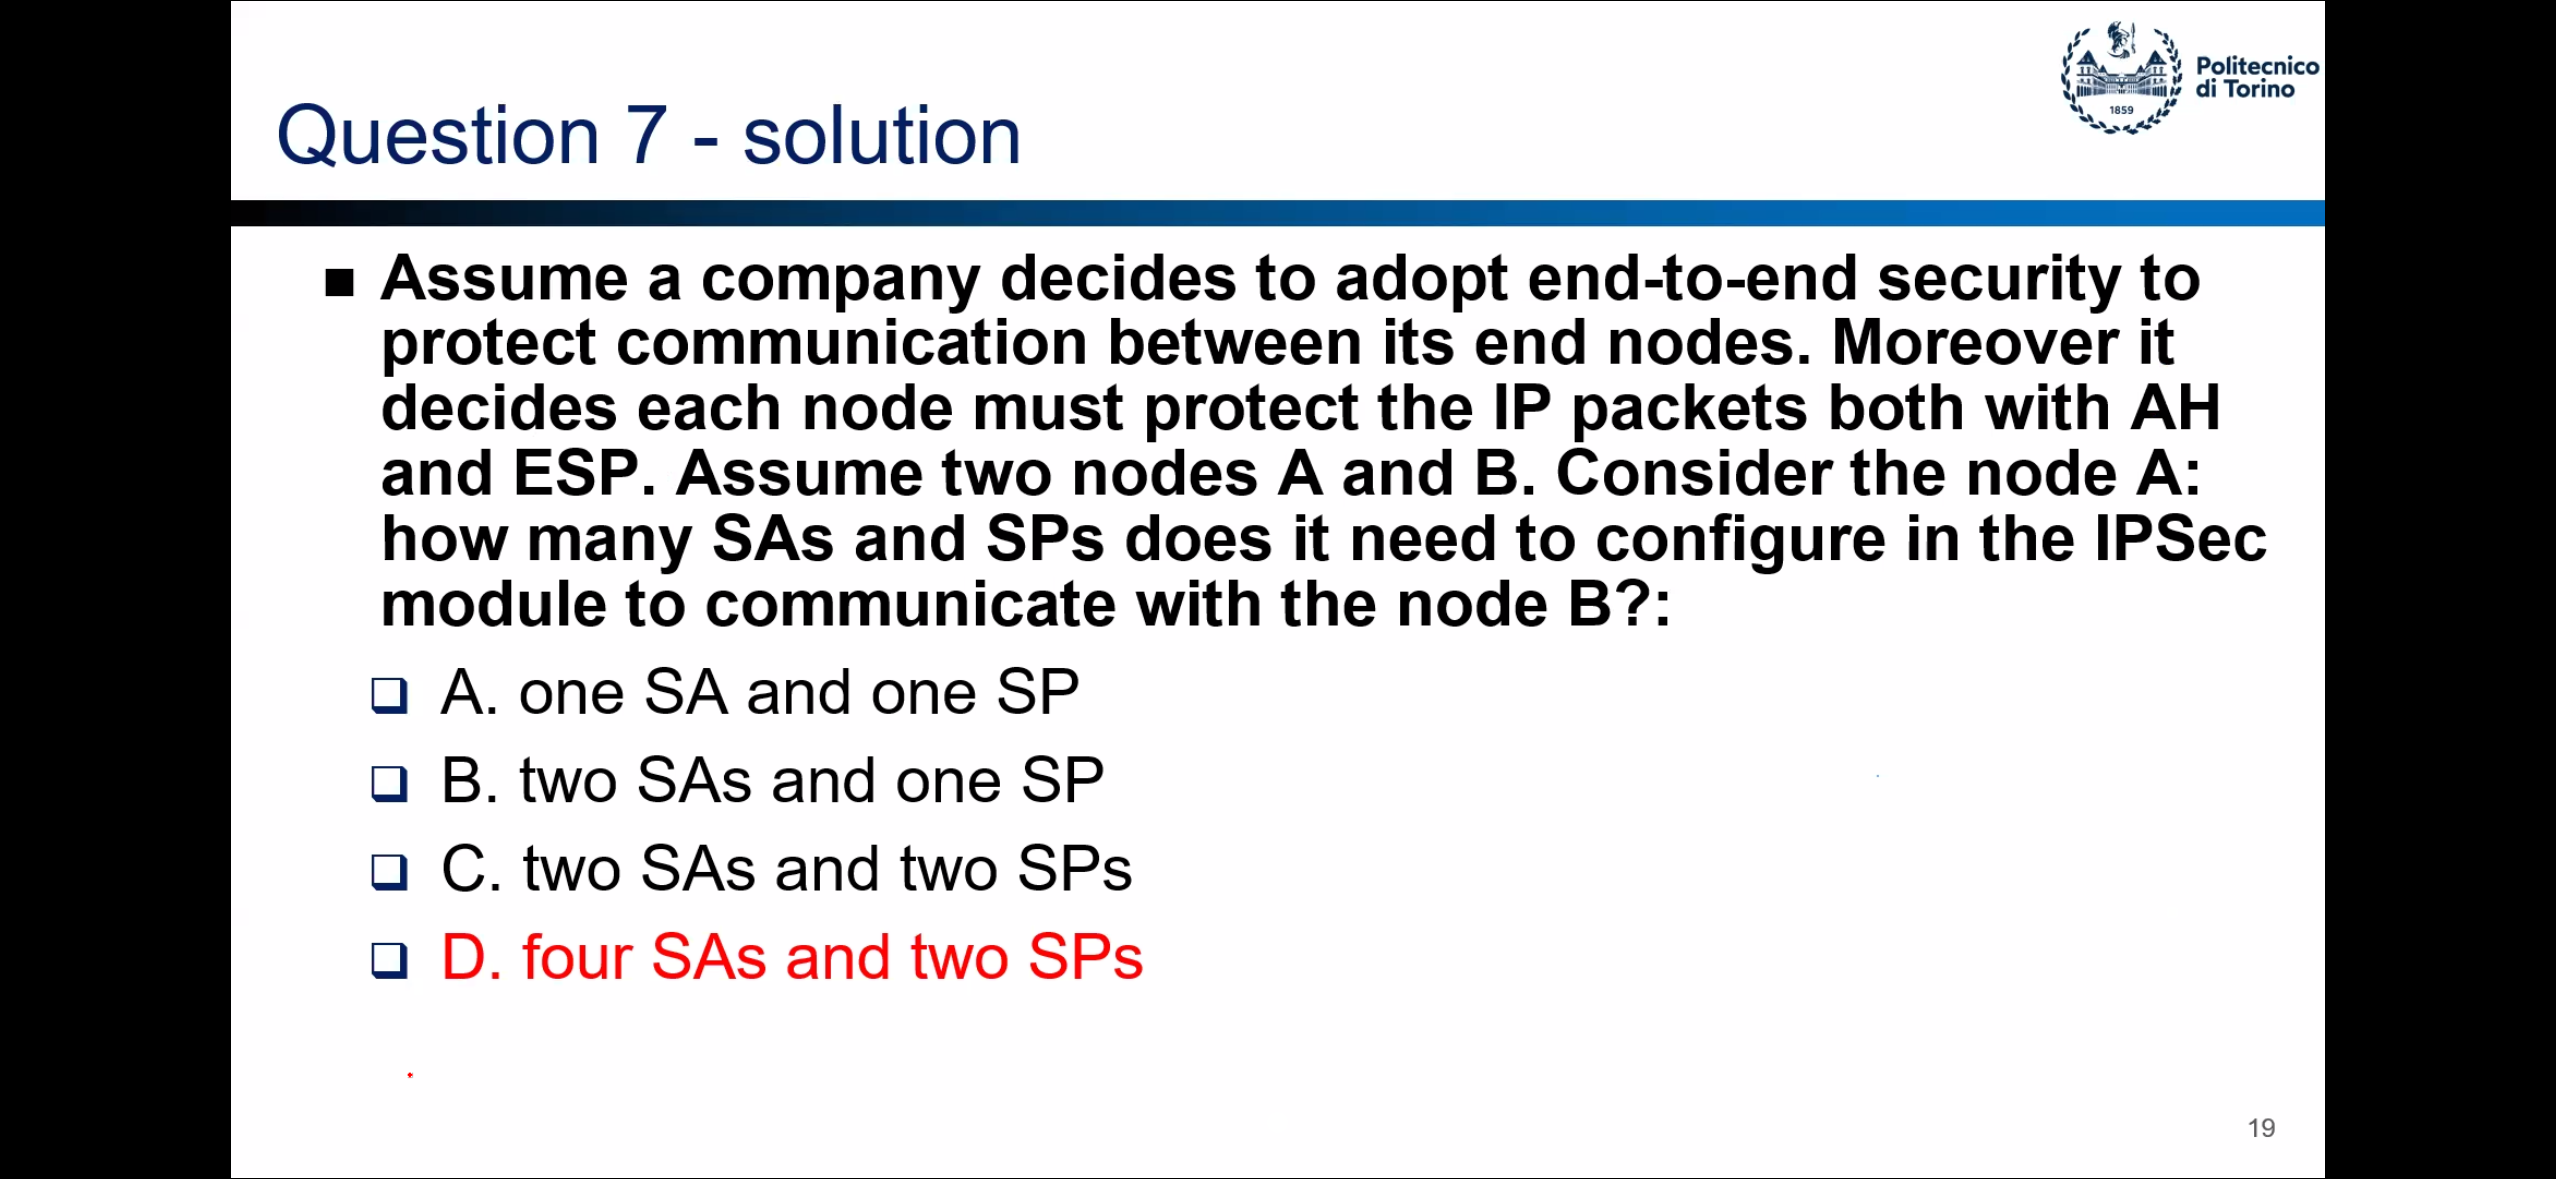 Politecnico
di Torino
1859
Question 7 - solution
Assume a company decides to adopt end-to-end security to
protect communication between its end nodes. Moreover it
decides each node must protect the IP packets both with AH
and ESP. Assume two nodes A and B. Consider the node A:
how many SAs and SPs does it need to configure in the IPSec
module to communicate with the node B?:
A. one SA and one SP
B. two SAs and one SP
C. two SAs and two SPs
D. four SAs and two SPs
19